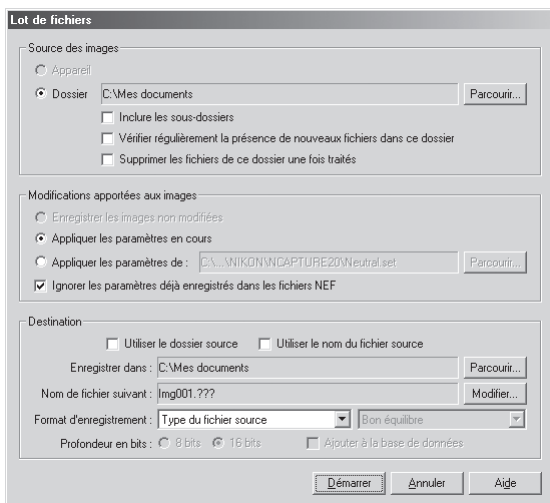 Lot de fichiers
Source des images
Appareil
Dossier C:\Mes documents Parcourir...
Inclure les sous-dossiers
Vérifier régulièrement la présence de nouveaux fichiers dans ce dossier
Supprimer les fichiers de ce dossier une fois traités
Modifications apportées aux images
Enregistrer les images non modifiées
Appliquer les paramètres en cours
Appliquer les paramètres de : C:\...\NIKON\NCAPTURE20\Neutral.set Parcourir...
Ignorer les paramètres déjà enregistrés dans les fichiers NEF
Destination
Utiliser le dossier source Utiliser le nom du fichier source
Enregistrer dans : C:\Mes documents Parcourir...
Nom de fichier suivant : Img001.??? Modifier...
Format d'enregistrement : Type du fichier source Bon équilibre
Profondeur en bits : 8 bits 16 bits Ajouter à la base de données
Démarrer Annuler Aide